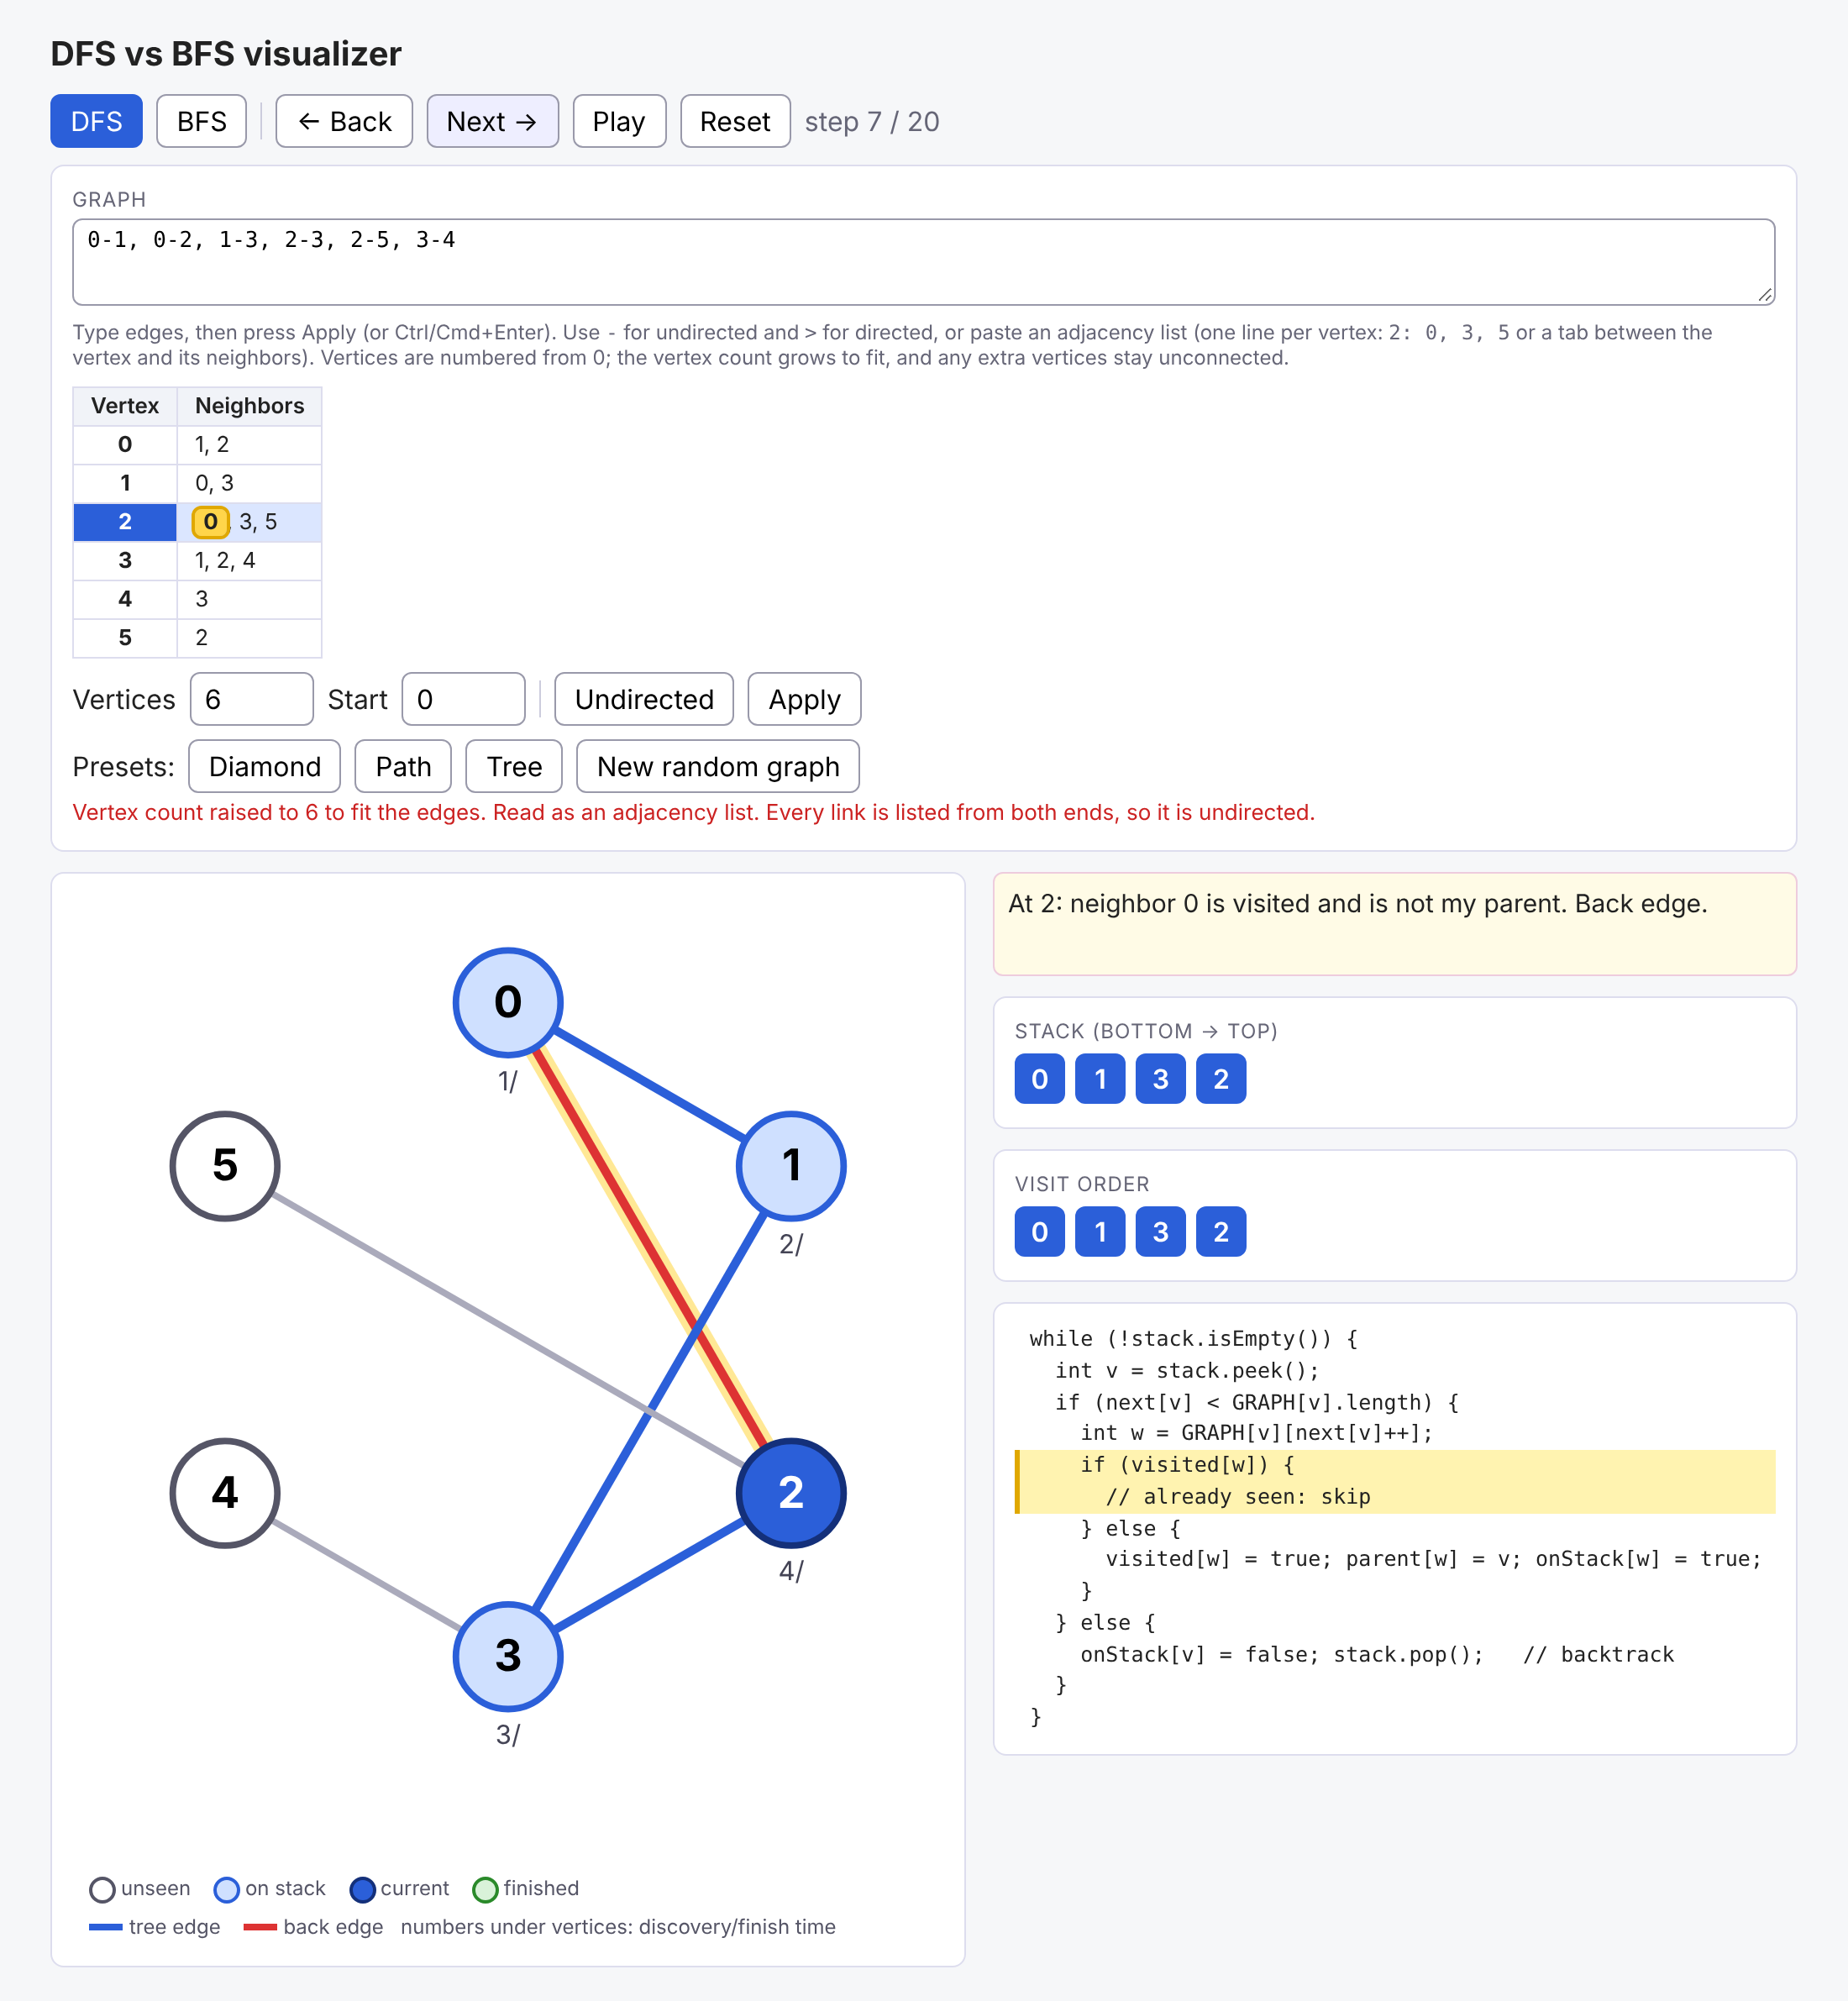 DFS vs BFS visualizer
DFS BFS ← Back Next → Play Reset step 7 / 20
GRAPH
0-1, 0-2, 1-3, 2-3, 2-5, 3-4
Type edges, then press Apply (or Ctrl/Cmd+Enter). Use - for undirected and > for directed, or paste an adjacency list (one line per vertex: 2: 0, 3, 5 or a tab between the
vertex and its neighbors). Vertices are numbered from 0; the vertex count grows to fit, and any extra vertices stay unconnected.
Vertex Neighbors
0 1, 2
1 0, 3
2 0, 3, 5
3 1, 2, 4
4 3
5 2
Vertices 6 Start 0 Undirected Apply
Presets: Diamond Path Tree New random graph
Vertex count raised to 6 to fit the edges. Read as an adjacency list. Every link is listed from both ends, so it is undirected.
0
1/
5
1
2/
4
2
4/
3
3/
unseen on stack current finished
tree edge back edge numbers under vertices: discovery/finish time
At 2: neighbor 0 is visited and is not my parent. Back edge.
STACK (BOTTOM → TOP)
0 1 3 2
VISIT ORDER
0 1 3 2
while (!stack.isEmpty()) {
  int v = stack.peek();
  if (next[v] < GRAPH[v].length) {
    int w = GRAPH[v][next[v]++];
    if (visited[w]) {
      // already seen: skip
    } else {
      visited[w] = true; parent[w] = v; onStack[w] = true;
    }
  } else {
    onStack[v] = false; stack.pop();   // backtrack
  }
}